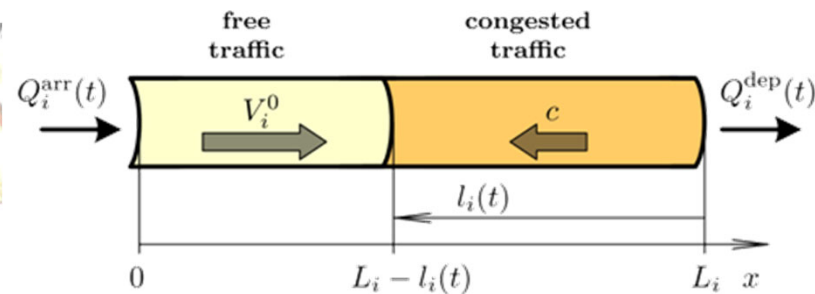 free
traffic
congested
traffic
Q_i^arr(t)
V_i^0
c
Q_i^dep(t)
l_i(t)
0
L_i − l_i(t)
L_i
x